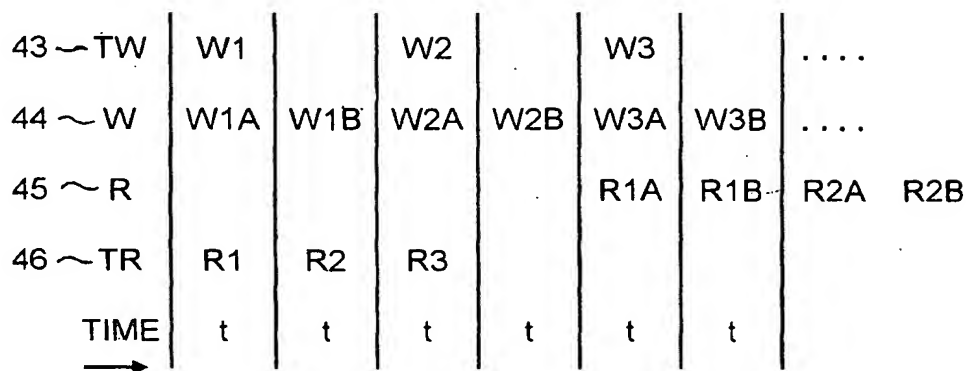 43 ~ TW W1 W2 W3 ....
44 ~ W W1A W1B W2A W2B W3A W3B ....
45 ~ R R1A R1B R2A R2B
46 ~ TR R1 R2 R3
TIME t t t t t t